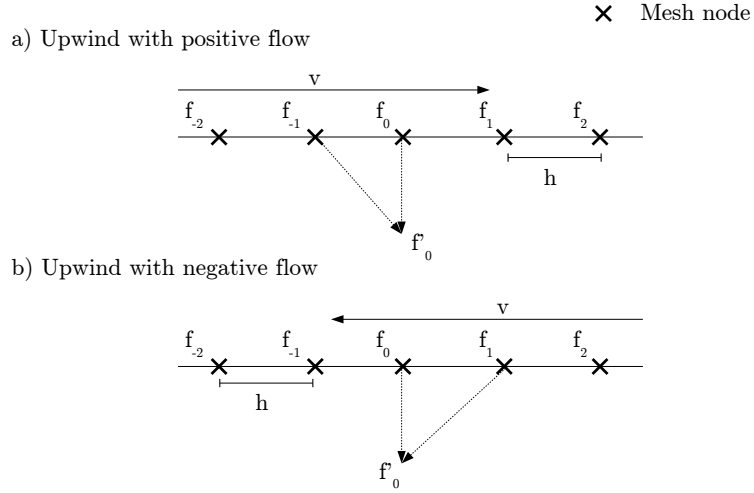 Mesh node
a) Upwind with positive flow
v
f-2 f-1 f0 f1 f2
h
f'0
b) Upwind with negative flow
v
f-2 f-1 f0 f1 f2
h
f'0